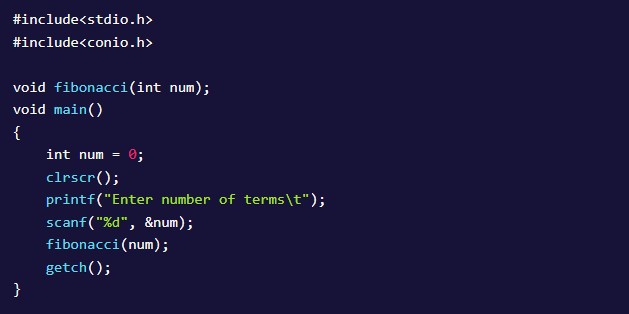 #include<stdio.h>
#include<conio.h>

void fibonacci(int num);
void main()
{
    int num = 0;
    clrscr();
    printf("Enter number of terms\t");
    scanf("%d", &num);
    fibonacci(num);
    getch();
}